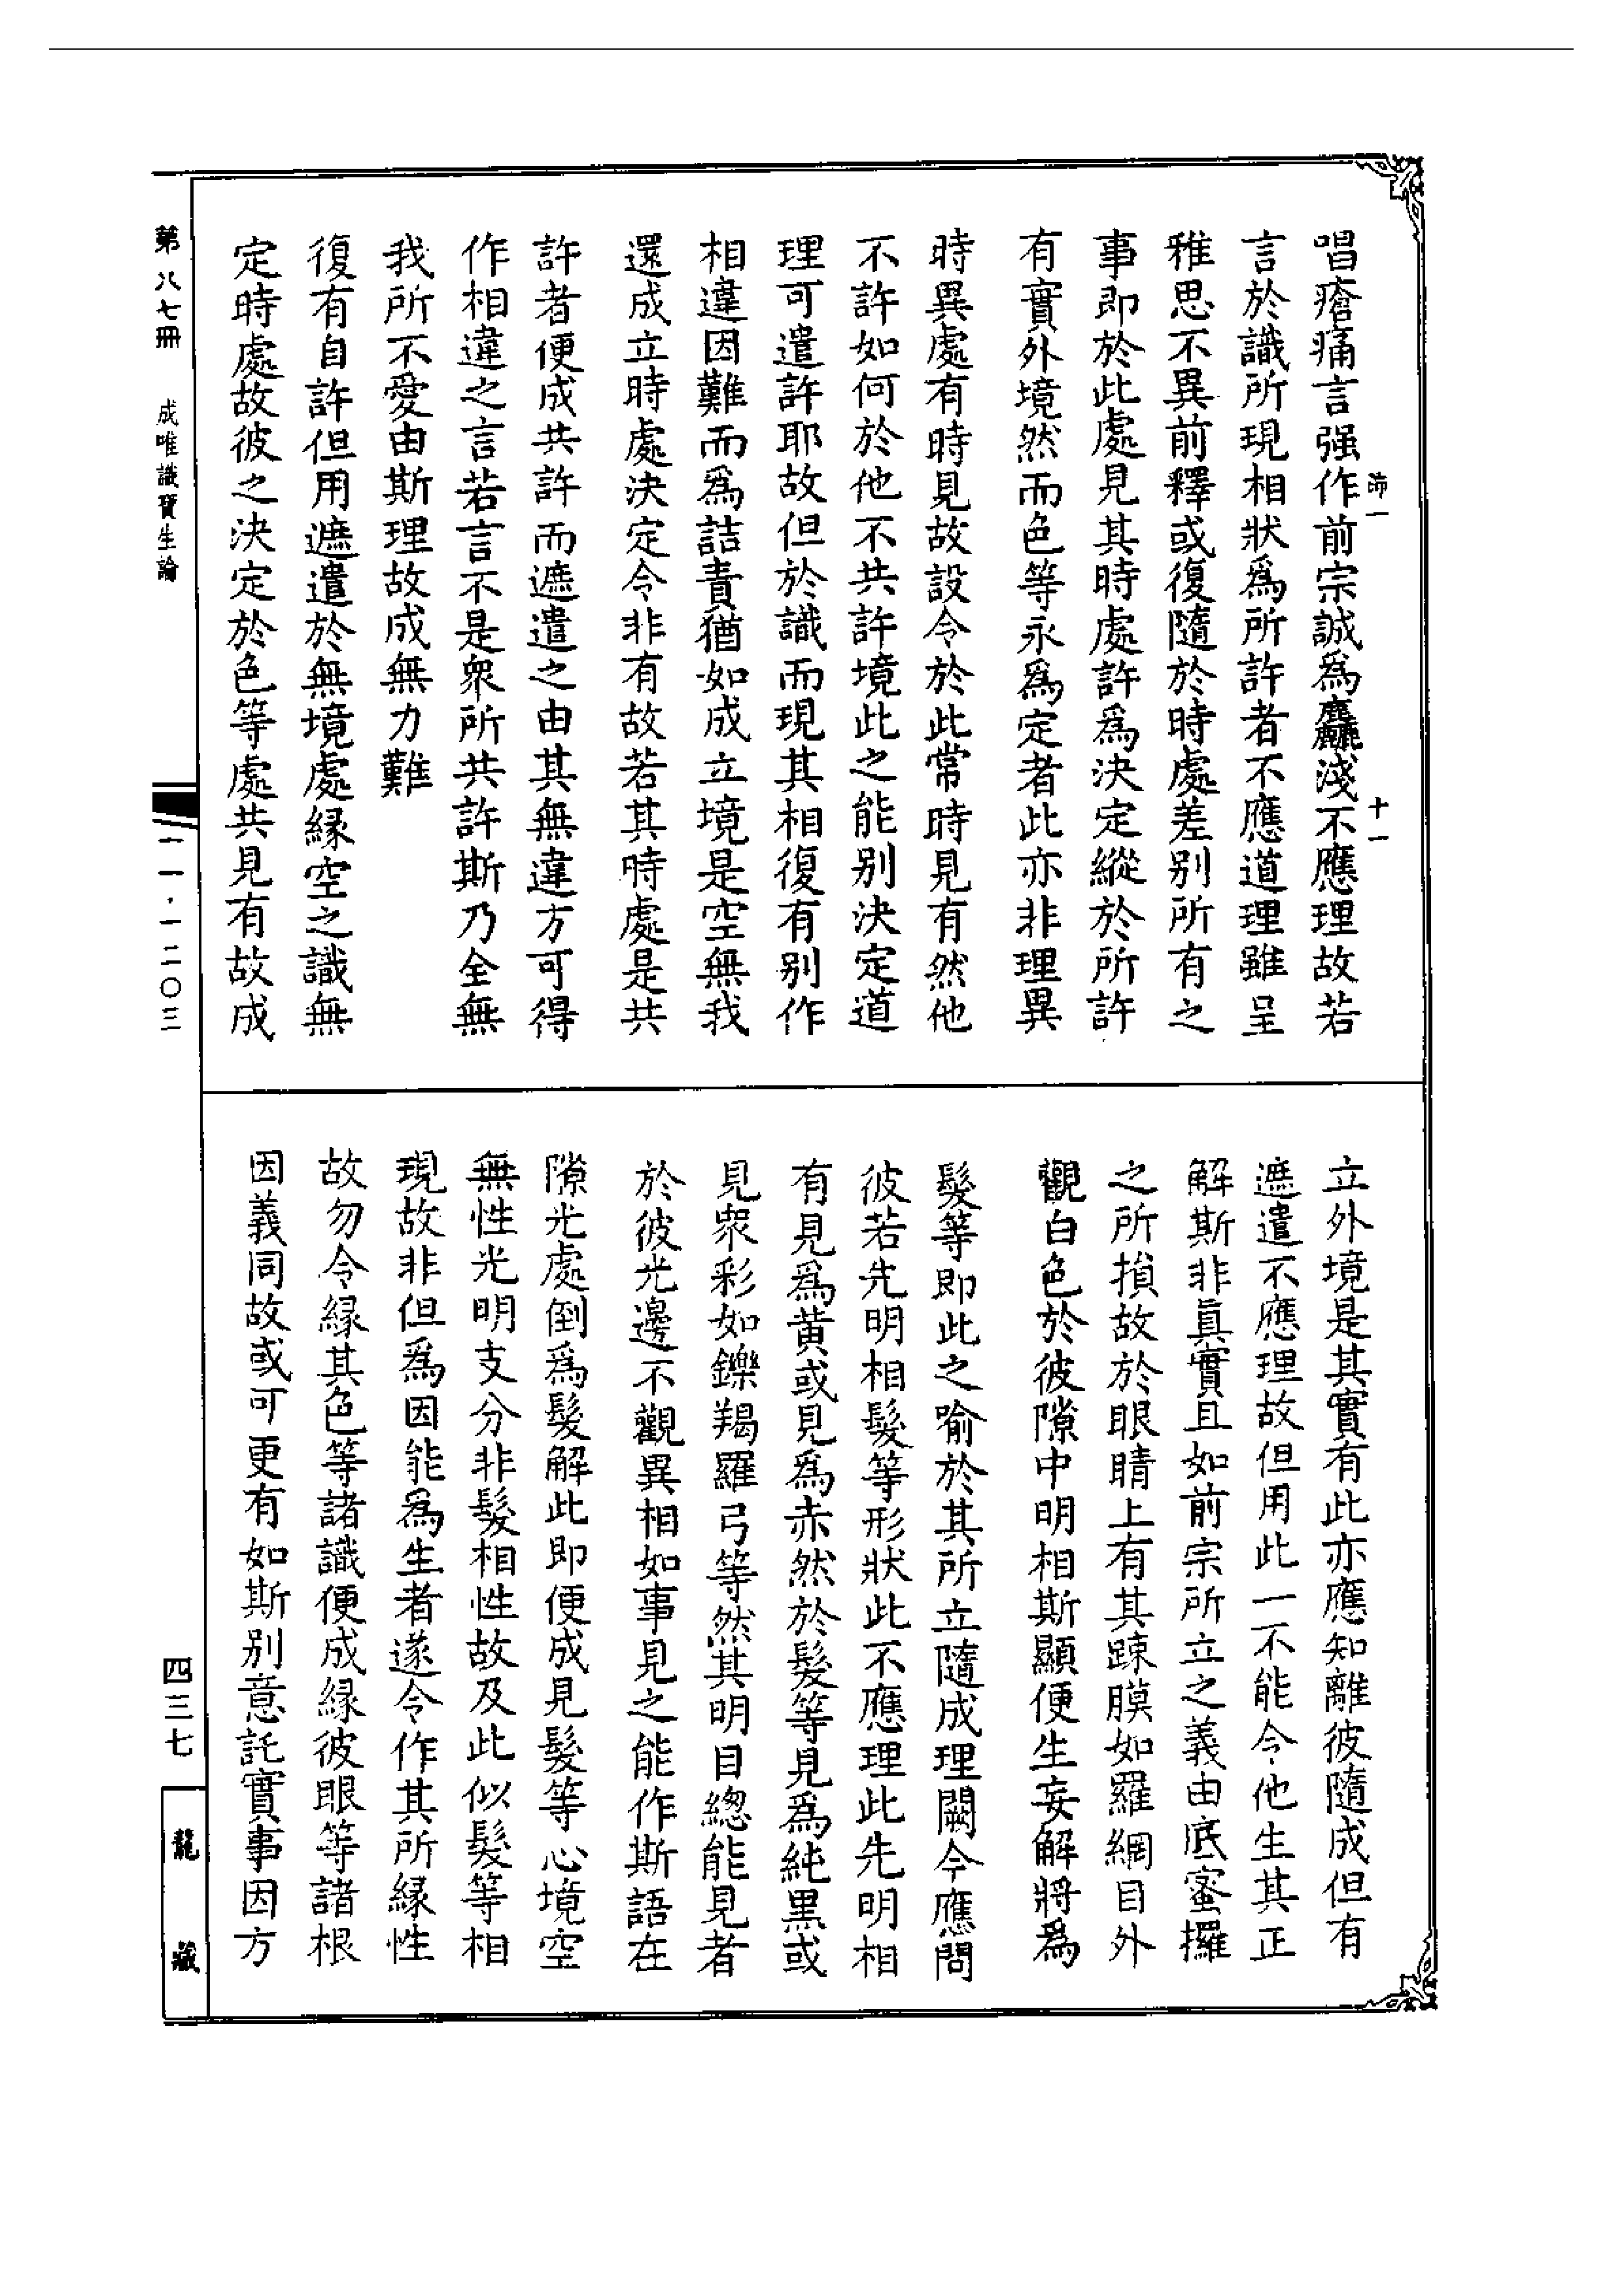 唱瘡痛言强作前宗誠爲麤淺不應理故若
言於識所現相狀爲所許者不應道理雖呈
雅思不異前釋或復隨於時處差别所有之
事即於此處見其時處許爲決定縱於所許
有實外境然而色等永爲定者此亦非理異
時異處有時見故設令於此常時見有然他
不許如何於他不共許境此之能别決定道
理可遣許耶故但於識而現其相復有别作
相違因難而爲詰責猶如成立境是空無我
還成立時處決定令非有故若其時處是共
許者便成共許而遮遣之由其無違方可得
作相違之言若言不是衆所共許斯乃全無
我所不愛由斯理故成無力難
復有自許但用遮遣於無境處緣空之識無
定時處故彼之決定於色等處共見有故成
立外境是其實有此亦應知離彼隨成但有
遮遣不應理故但用此一不能令他生其正
解斯非眞實且如前宗所立之義由底蜜攞
之所損故於眼睛上有其踈膜如羅網目外
觀白色於彼隙中明相斯顯便生妄解將爲
髮等即此之喻於其所立隨成理闕今應問
彼若先明相髮等形狀此不應理此先明相
有見爲黄或見爲赤然於髮等見爲純黑或
見衆彩如鑠羯羅弓等然其明目總能見者
於彼光邊不觀異相如事見之能作斯語在
隙光處倒爲髮解此即便成見髮等心境空
無性光明支分非髮相性故及此似髮等相
現故非但爲因能爲生者遂令作其所緣性
故勿令緣其色等諸識便成緣彼眼等諸根
因義同故或可更有如斯别意託實事因方
第八七冊　成唯識寶生論
一一·一二〇三
四三七
龍藏
十一